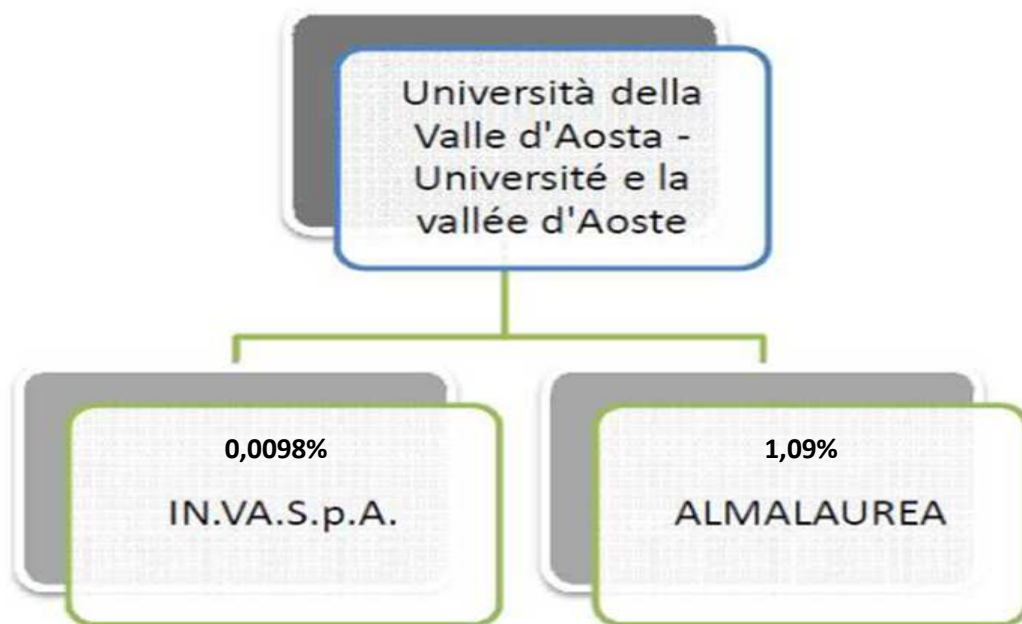 Università della
Valle d'Aosta -
Université e la
vallée d'Aoste
0,0098%
IN.VA.S.p.A.
1,09%
ALMALAUREA